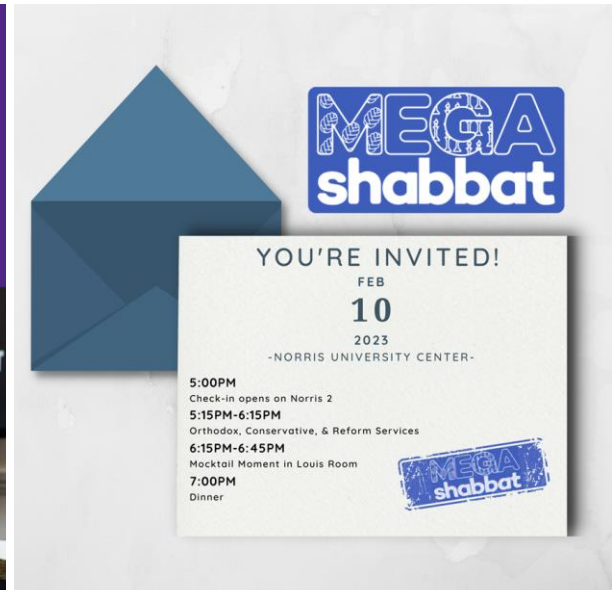 MEGA
shabbat
YOU'RE INVITED!
FEB
10
2023
-NORRIS UNIVERSITY CENTER-
5:00PM
Check-in opens on Norris 2
5:15PM-6:15PM
Orthodox, Conservative, & Reform Services
6:15PM-6:45PM
Mocktail Moment in Louis Room
7:00PM
Dinner
MEGA
shabbat